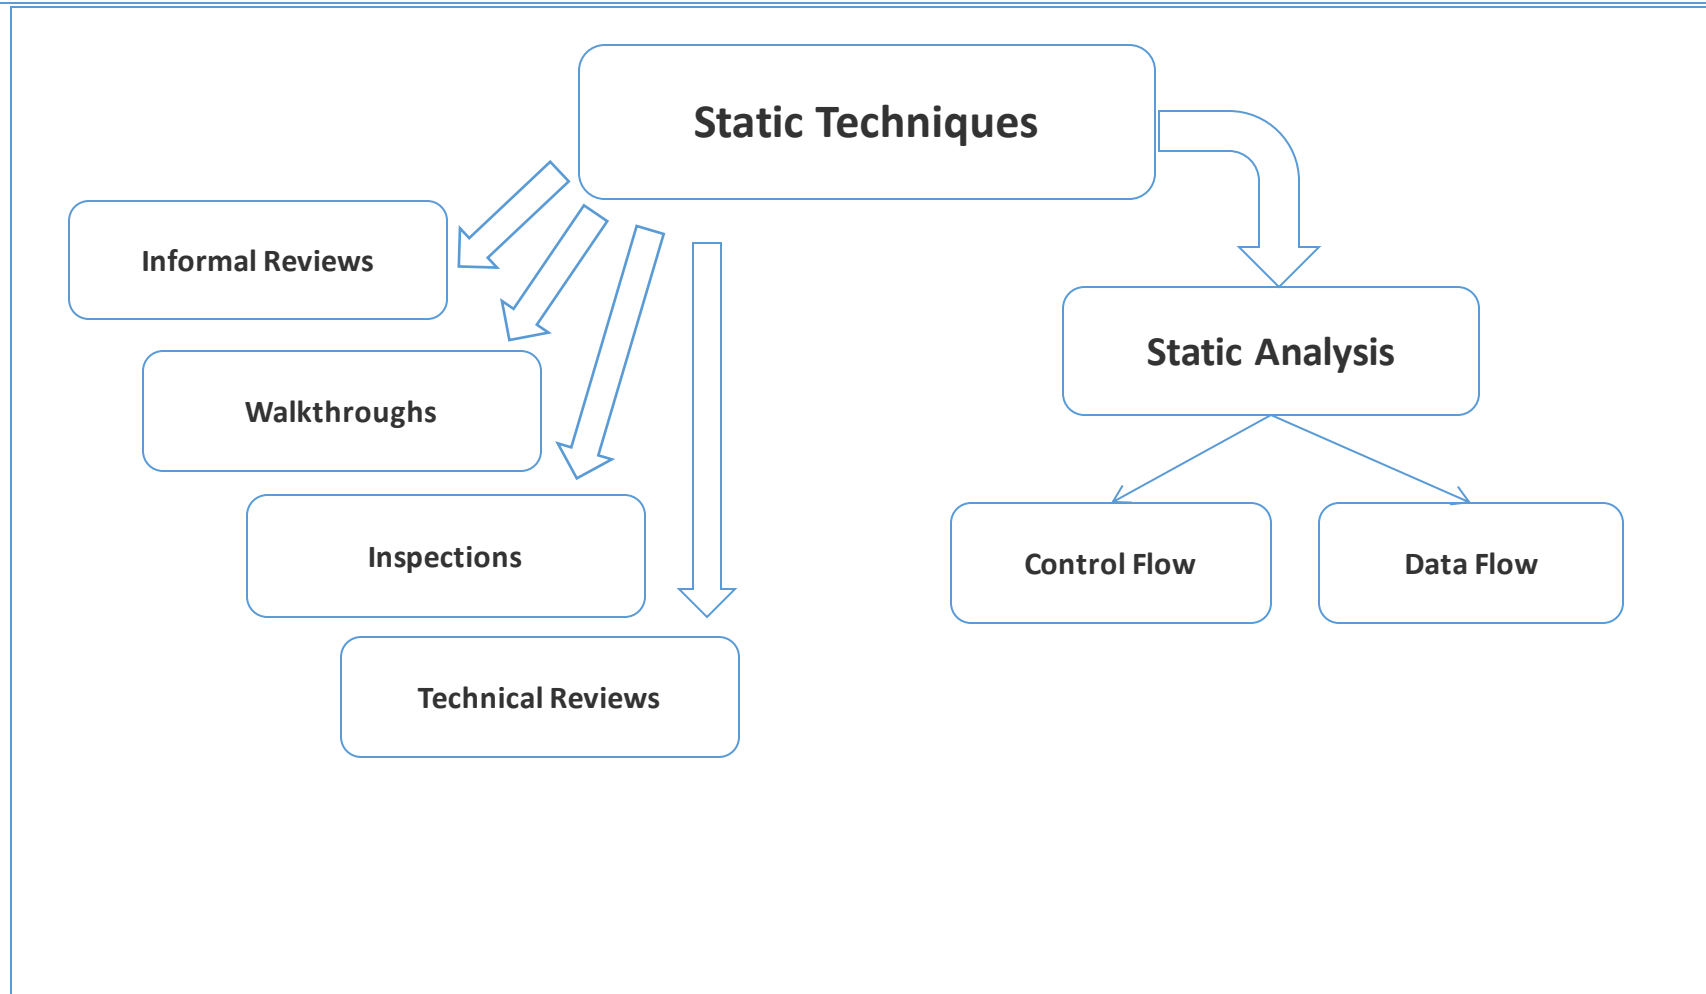 Static Techniques
Informal Reviews
Walkthroughs
Inspections
Technical Reviews
Static Analysis
Control Flow
Data Flow